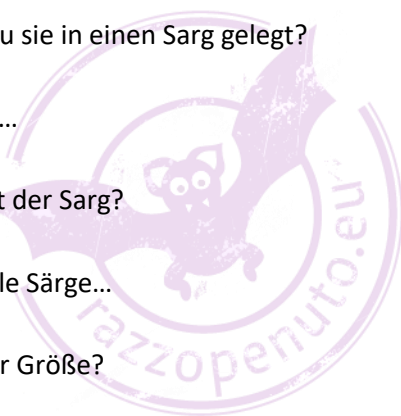 u sie in einen Sarg gelegt?
…
t der Sarg?
le Särge…
r Größe?
razzopenuto.eu